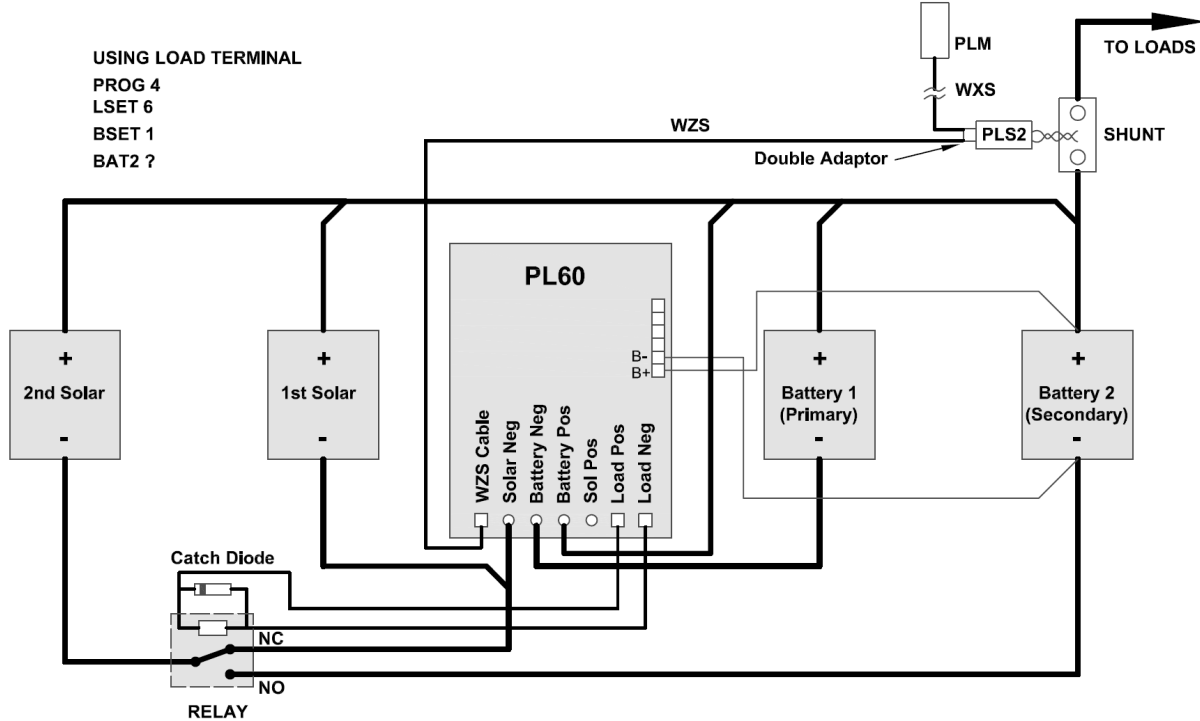 USING LOAD TERMINAL
PROG 4
LSET 6
BSET 1
BAT2 ?
PLM
WXS
TO LOADS
WZS
PLS2
SHUNT
Double Adaptor
PL60
B-
B+
+
2nd Solar
-
+
1st Solar
-
+
Battery 1
(Primary)
-
+
Battery 2
(Secondary)
-
WZS Cable
Solar Neg
Battery Neg
Battery Pos
Sol Pos
Load Pos
Load Neg
Catch Diode
NC
NO
RELAY